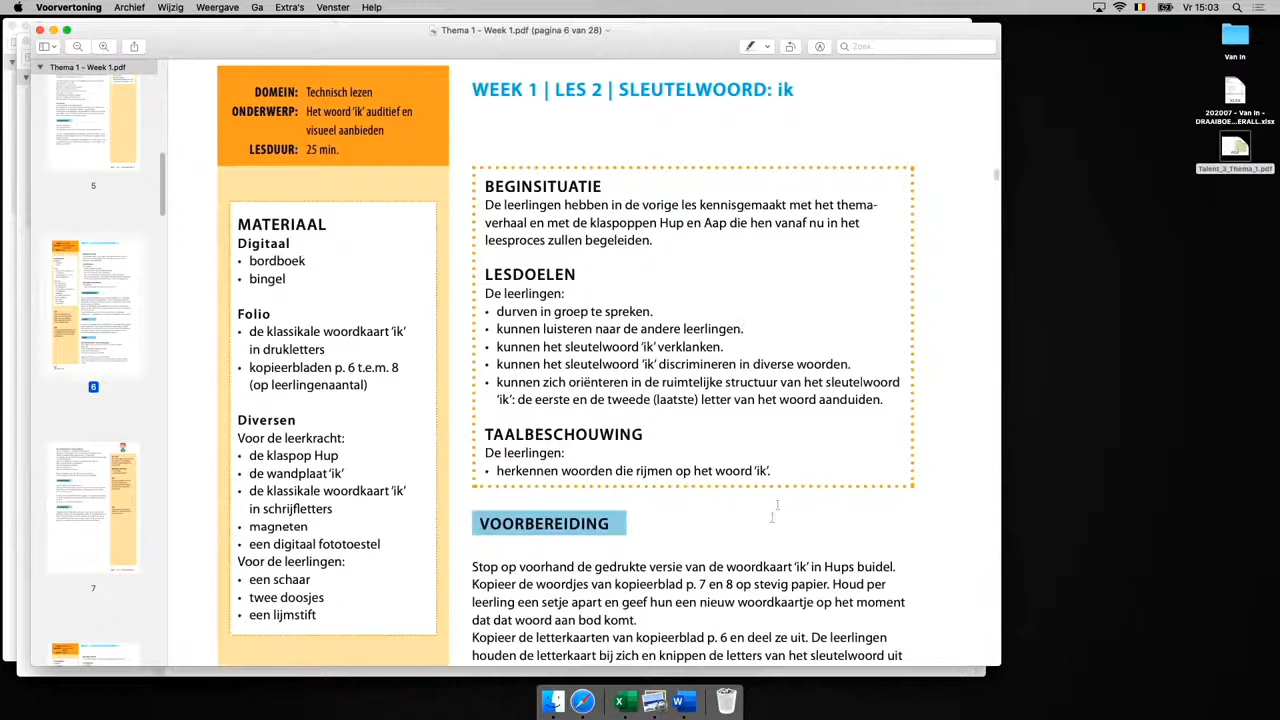 Voorvertoning Archief Wijzig Weergave Ga Extra's Venster Help
Vr 15:03
Thema 1 - Week 1.pdf (pagina 6 van 28)
Zoek
Thema 1 - Week 1.pdf
5
6
7
DOMEIN: Technisch lezen
ONDERWERP: Het woord ‘ik’ auditief en
visueel aanbieden
LESDUUR: 25 min.
MATERIAAL
Digitaal
• bordboek
• bingel
Folio
• de klassikale woordkaart ‘ik’
in drukletters
• kopieerbladen p. 6 t.e.m. 8
(op leerlingenaantal)
Diversen
Voor de leerkracht:
• de klaspop Hup
• de wandplaat ‘ik’
• de klassikale woordkaart ‘ik’
in schrijfletters
• magneten
• een digitaal fototoestel
Voor de leerlingen:
• een schaar
• twee doosjes
• een lijmstift
WEEK 1 | LES 2 | SLEUTELWOORD: ik
BEGINSITUATIE
De leerlingen hebben in de vorige les kennisgemaakt met het thema-
verhaal en met de klaspoppen Hup en Aap die hen vanaf nu in het
leesproces zullen begeleiden.
LESDOELEN
De leerlingen:
• durven in groep te spreken.
• kunnen luisteren naar de andere leerlingen.
• kunnen het sleutelwoord ‘ik’ verklanken.
• kunnen het sleutelwoord ‘ik’ discrimineren in diverse woorden.
• kunnen zich oriënteren in de ruimtelijke structuur van het sleutelwoord
‘ik’: de eerste en de tweede (laatste) letter van het woord aanduiden.
TAALBESCHOUWING
De leerlingen:
• herkennen woorden die rijmen op het woord ‘ik’.
VOORBEREIDING
Stop op voorhand de gedrukte versie van de woordkaart ‘ik’ in Hups buidel.
Kopieer de woordjes van kopieerblad p. 7 en 8 op stevig papier. Houd per
leerling een setje apart en geef hun een nieuw woordkaartje op het moment
dat dat woord aan bod komt.
Kopieer de letterkaarten van kopieerblad p. 6 en deel ze uit. De leerlingen
houden de letterkaart bij zich en knippen de letters van het sleutelwoord uit
Van In
XLSX
202007 - Van In -
DRAAIBOE...ERALL.xlsx
PDF
Talent_3_Thema_1.pdf